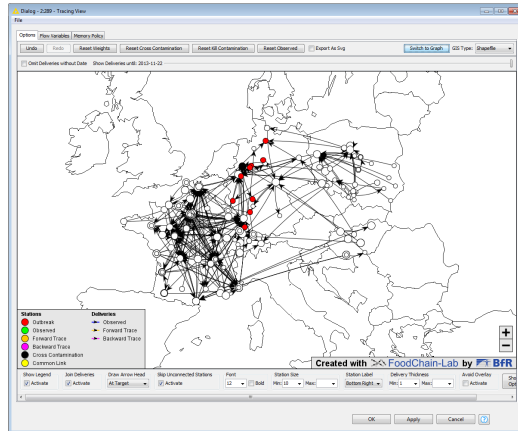 Dialog - 2:289 - Tracing View
File
Options Flow Variables Memory Policy
Undo Redo Reset Weights Reset Cross Contamination Reset Kill Contamination Reset Observed Export As Svg Switch to Graph GIS Type: Shapefile
Omit Deliveries without Date Show Deliveries until: 2013-11-22
Stations Deliveries
Outbreak Observed
Observed Forward Trace
Forward Trace Backward Trace
Backward Trace
Cross Contamination
Common Link
+
−
Created with FoodChain-Lab by BfR
Show Legend Join Deliveries Draw Arrow Head Skip Unconnected Stations Font Station Size Station Label Delivery Thickness Avoid Overlay Sho
Activate Activate At Target Activate 12 Bold Min: 10 Max: Bottom Right Min: 1 Max: Activate Opt
OK Apply Cancel ?